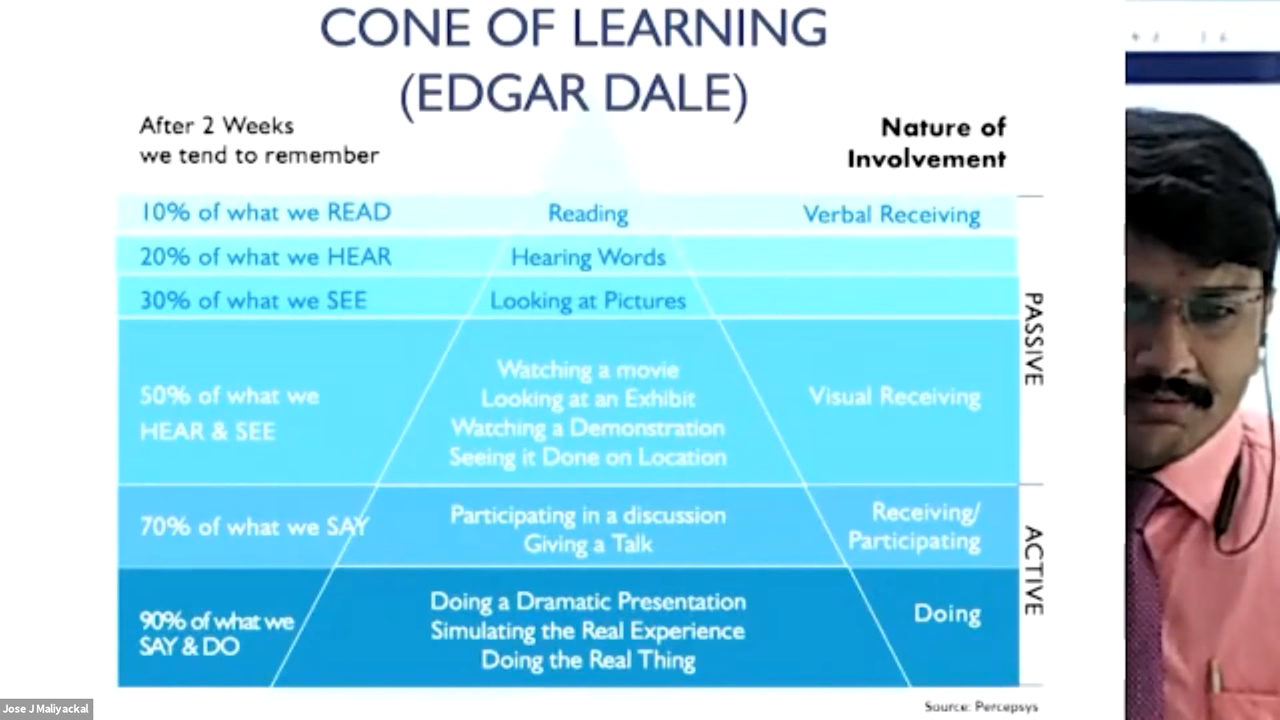 CONE OF LEARNING
(EDGAR DALE)
After 2 Weeks
we tend to remember
Nature of
Involvement
10% of what we READ
Reading
Verbal Receiving
20% of what we HEAR
Hearing Words
30% of what we SEE
Looking at Pictures
50% of what we
HEAR & SEE
Watching a movie
Looking at an Exhibit
Watching a Demonstration
Seeing it Done on Location
Visual Receiving
PASSIVE
70% of what we SAY
Participating in a discussion
Giving a Talk
Receiving/
Participating
90% of what we
SAY & DO
Doing a Dramatic Presentation
Simulating the Real Experience
Doing the Real Thing
Doing
ACTIVE
Source: Percepsys
Jose J Maliyackal